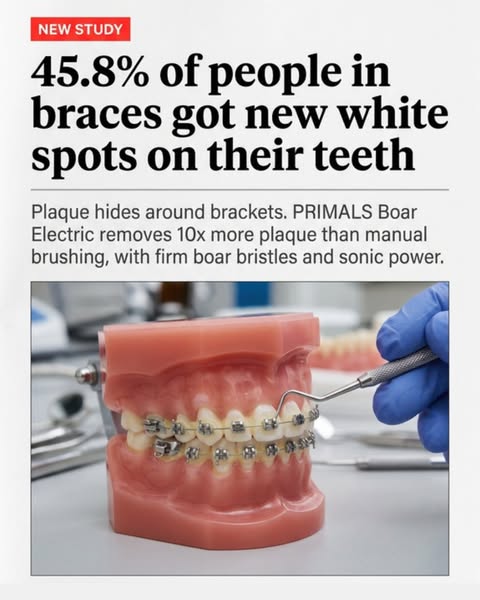 NEW STUDY
45.8% of people in
braces got new white
spots on their teeth
Plaque hides around brackets. PRIMALS Boar
Electric removes 10x more plaque than manual
brushing, with firm boar bristles and sonic power.